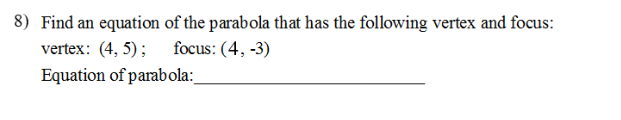 8) Find an equation of the parabola that has the following vertex and focus:
vertex: (4, 5); focus: (4, -3)
Equation of parabola: